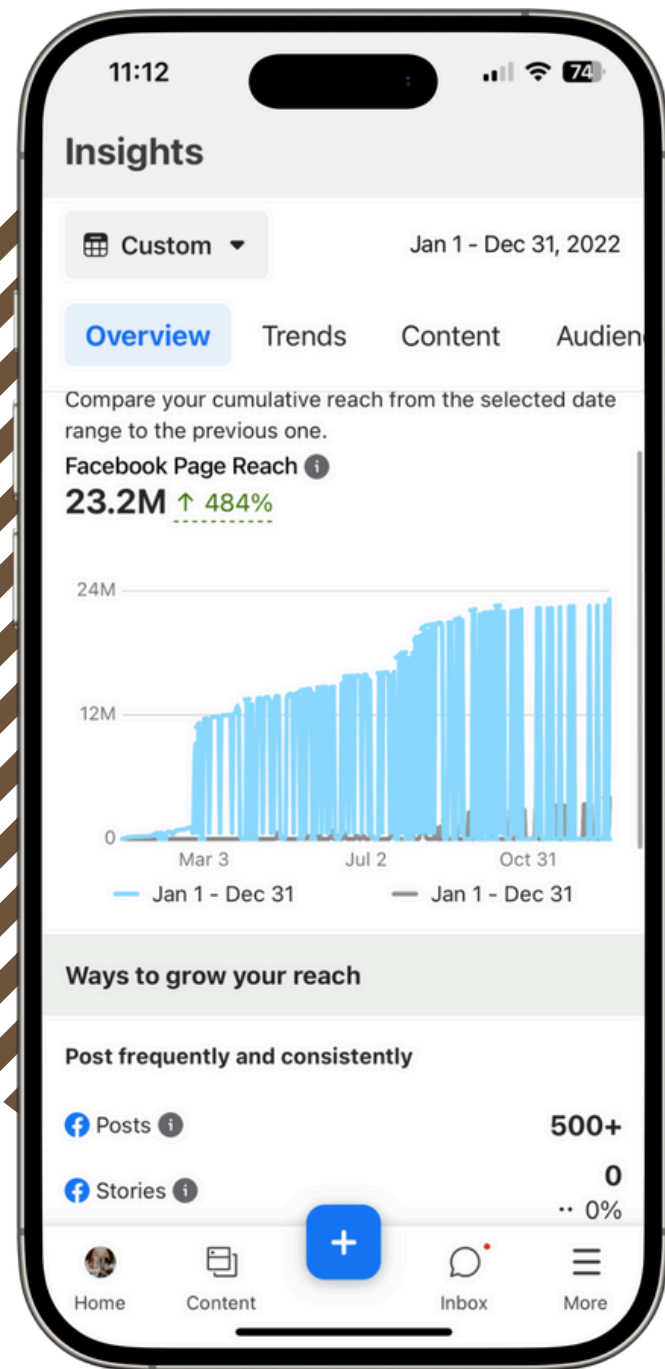 11:12
74
Insights
Custom
Jan 1 - Dec 31, 2022
Overview Trends Content Audien
Compare your cumulative reach from the selected date
range to the previous one.
Facebook Page Reach
23.2M ↑ 484%
24M
12M
0
Mar 3 Jul 2 Oct 31
Jan 1 - Dec 31 Jan 1 - Dec 31
Ways to grow your reach
Post frequently and consistently
Posts 500+
Stories 0
0%
Home Content Inbox More